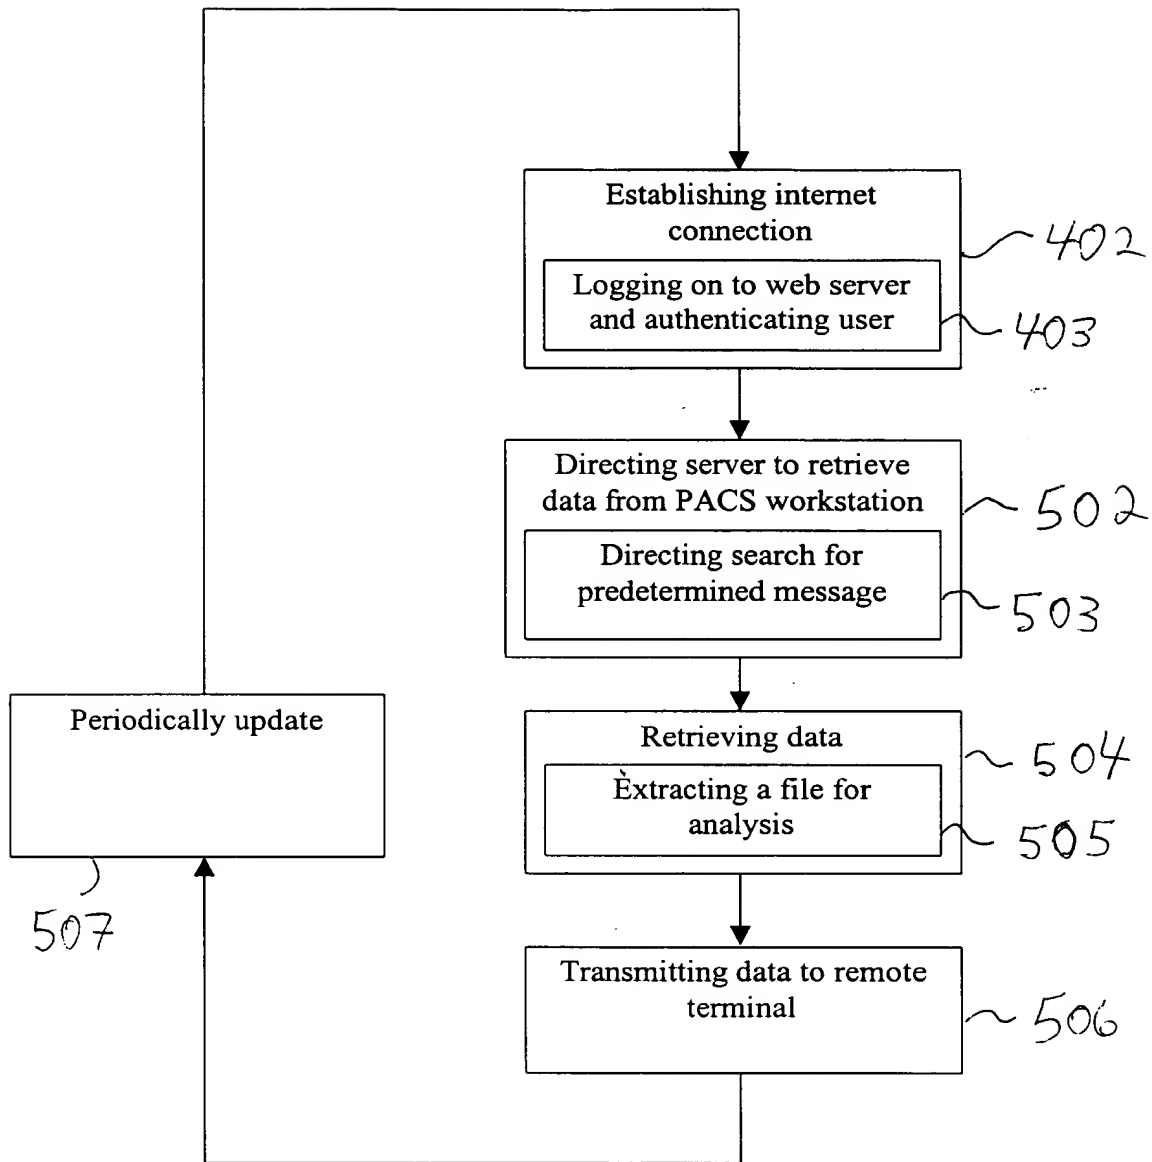 Establishing internet
connection
402
Logging on to web server
and authenticating user
403
Directing server to retrieve
data from PACS workstation
502
Directing search for
predetermined message
503
Periodically update
507
Retrieving data
504
Extracting a file for
analysis
505
Transmitting data to remote
terminal
506